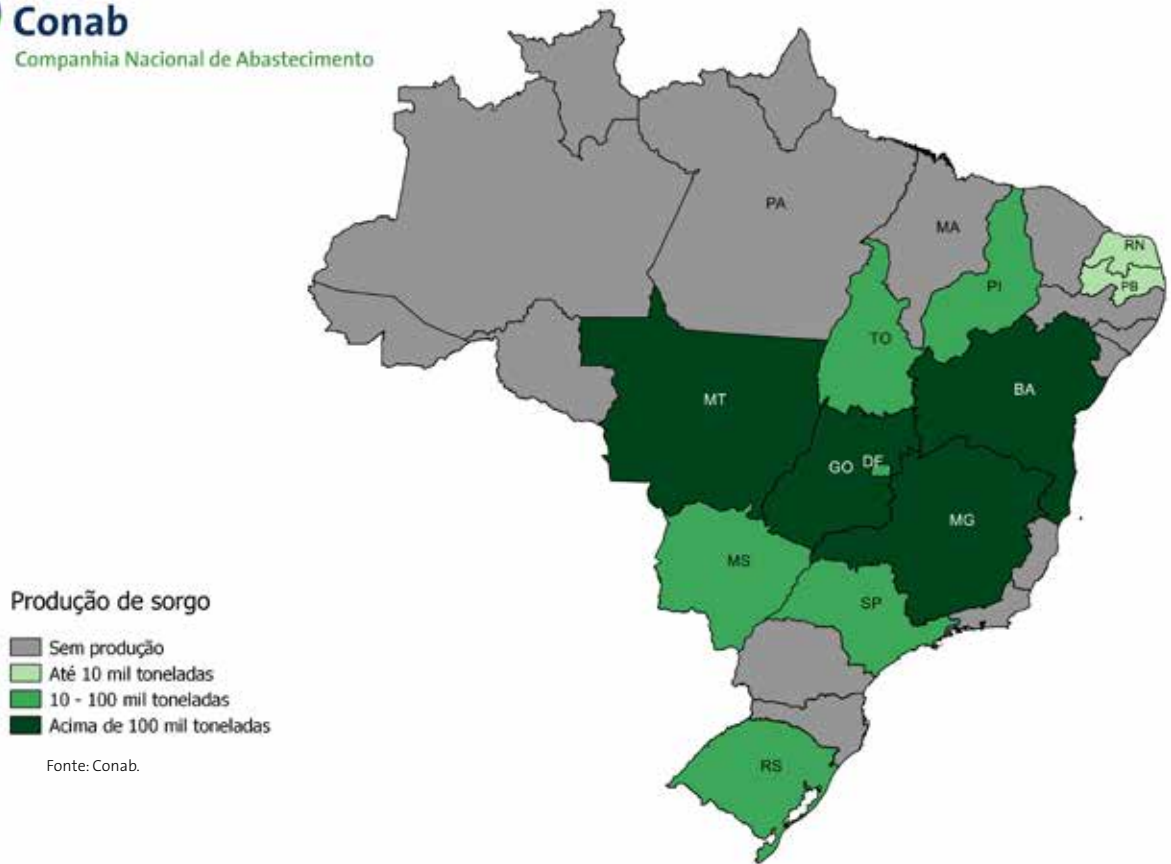 Conab
Companhia Nacional de Abastecimento
PA
MA
RN
PI
PB
TO
BA
MT
GO
DF
MG
MS
SP
RS
Produção de sorgo
Sem produção
Até 10 mil toneladas
10 - 100 mil toneladas
Acima de 100 mil toneladas
Fonte: Conab.